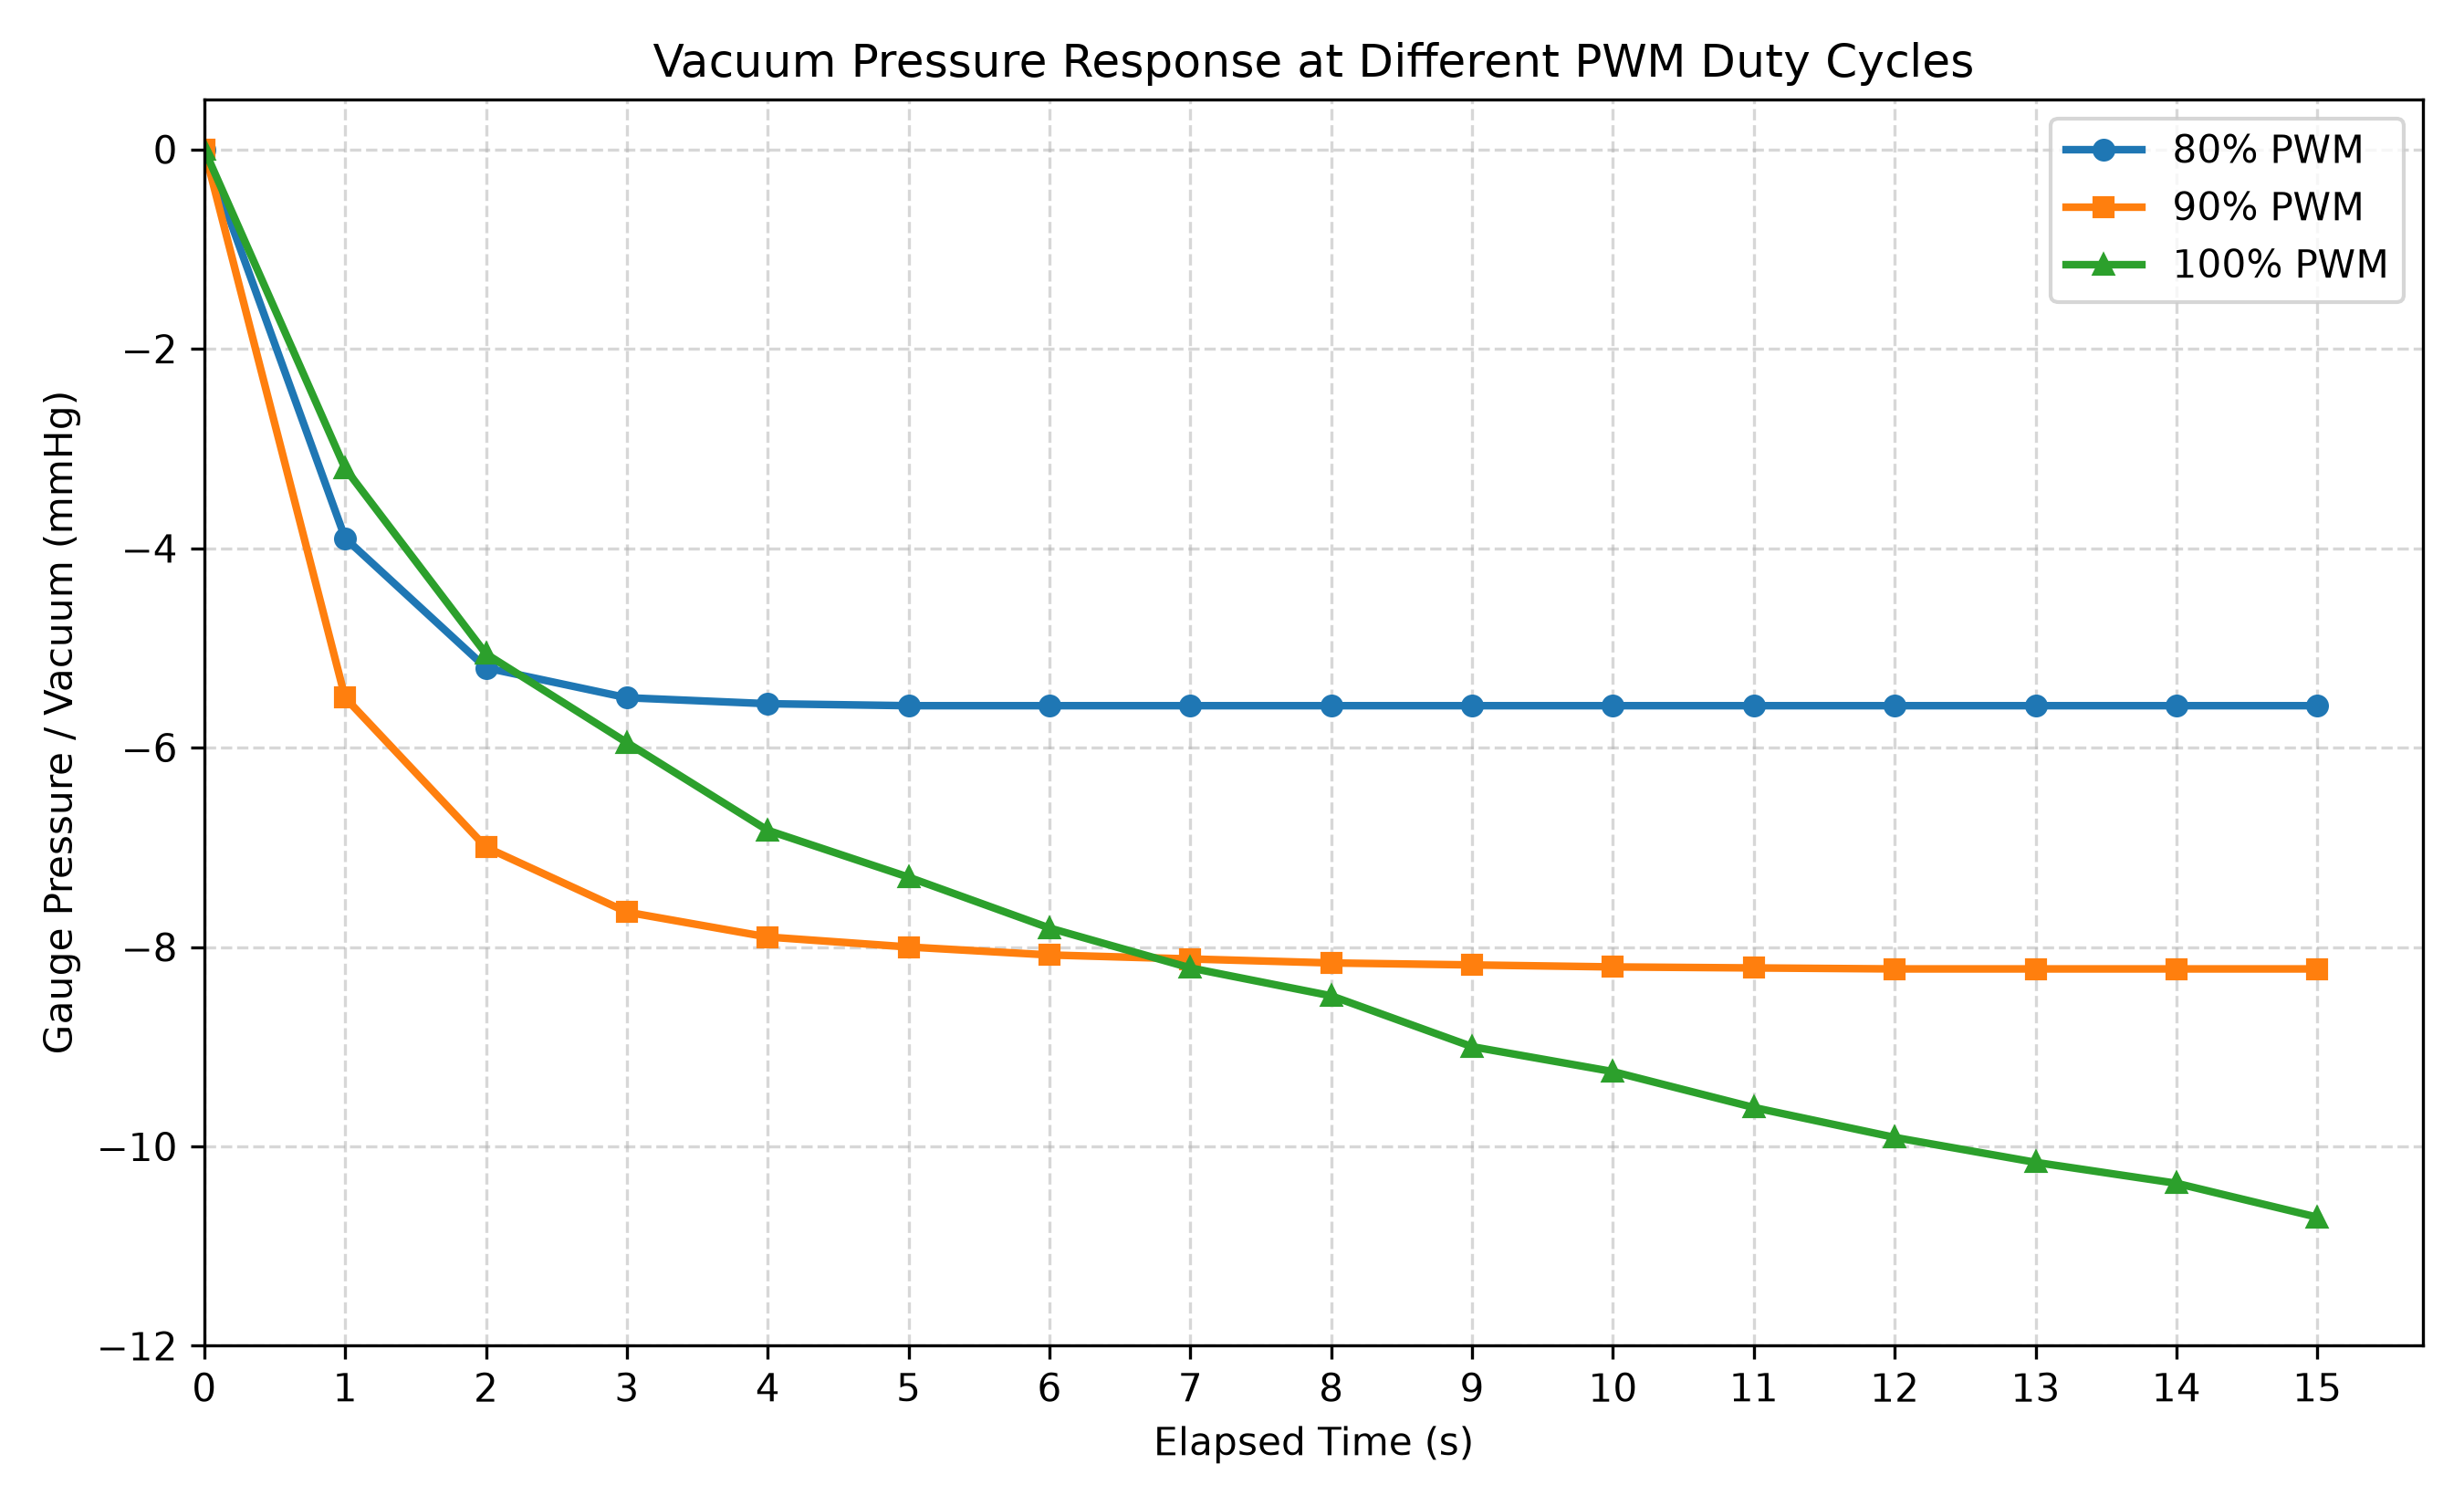 Vacuum Pressure Response at Different PWM Duty Cycles
80% PWM
90% PWM
100% PWM
Gauge Pressure / Vacuum (mmHg)
0
−2
−4
−6
−8
−10
−12
0 1 2 3 4 5 6 7 8 9 10 11 12 13 14 15
Elapsed Time (s)